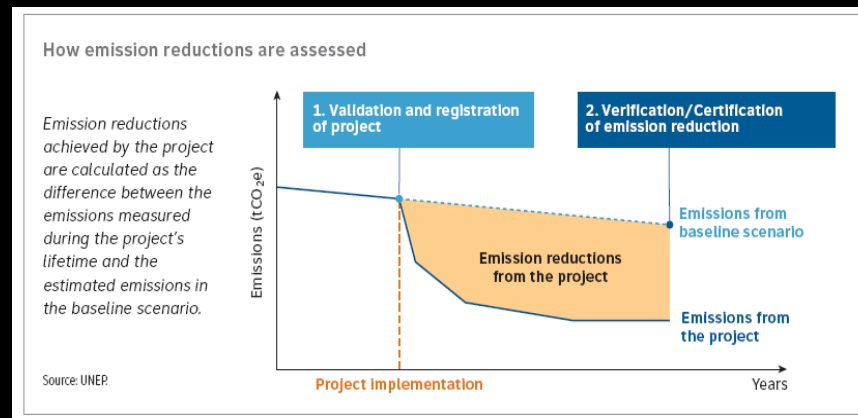 How emission reductions are assessed
Emission reductions
achieved by the project
are calculated as the
difference between the
emissions measured
during the project's
lifetime and the
estimated emissions in
the baseline scenario.
Source: UNEP.
1. Validation and registration
of project
2. Verification/Certification
of emission reduction
Emissions (tCO₂e)
Emissions from
baseline scenario
Emission reductions
from the project
Emissions from
the project
Project implementation
Years